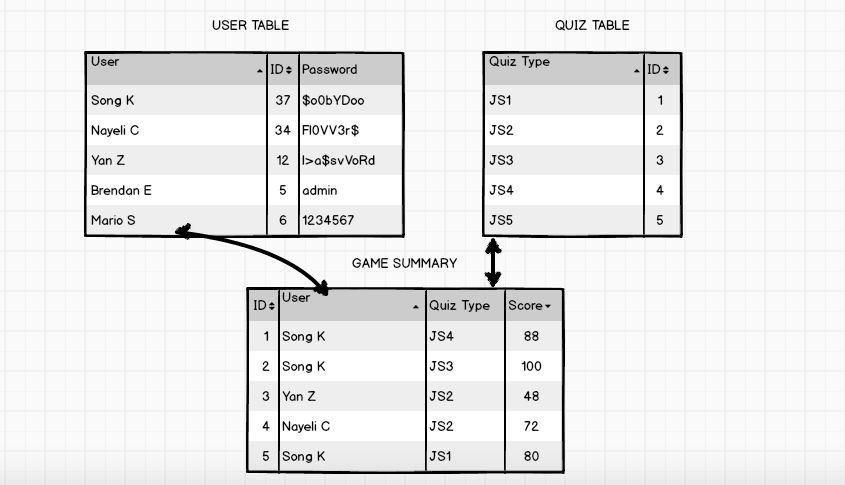 USER TABLE
User ID Password
Song K 37 $o0bYDoo
Nayeli C 34 Fl0VV3r$
Yan Z 12 l>a$svVoRd
Brendan E 5 admin
Mario S 6 1234567
QUIZ TABLE
Quiz Type ID
JS1 1
JS2 2
JS3 3
JS4 4
JS5 5
GAME SUMMARY
ID User Quiz Type Score
1 Song K JS4 88
2 Song K JS3 100
3 Yan Z JS2 48
4 Nayeli C JS2 72
5 Song K JS1 80